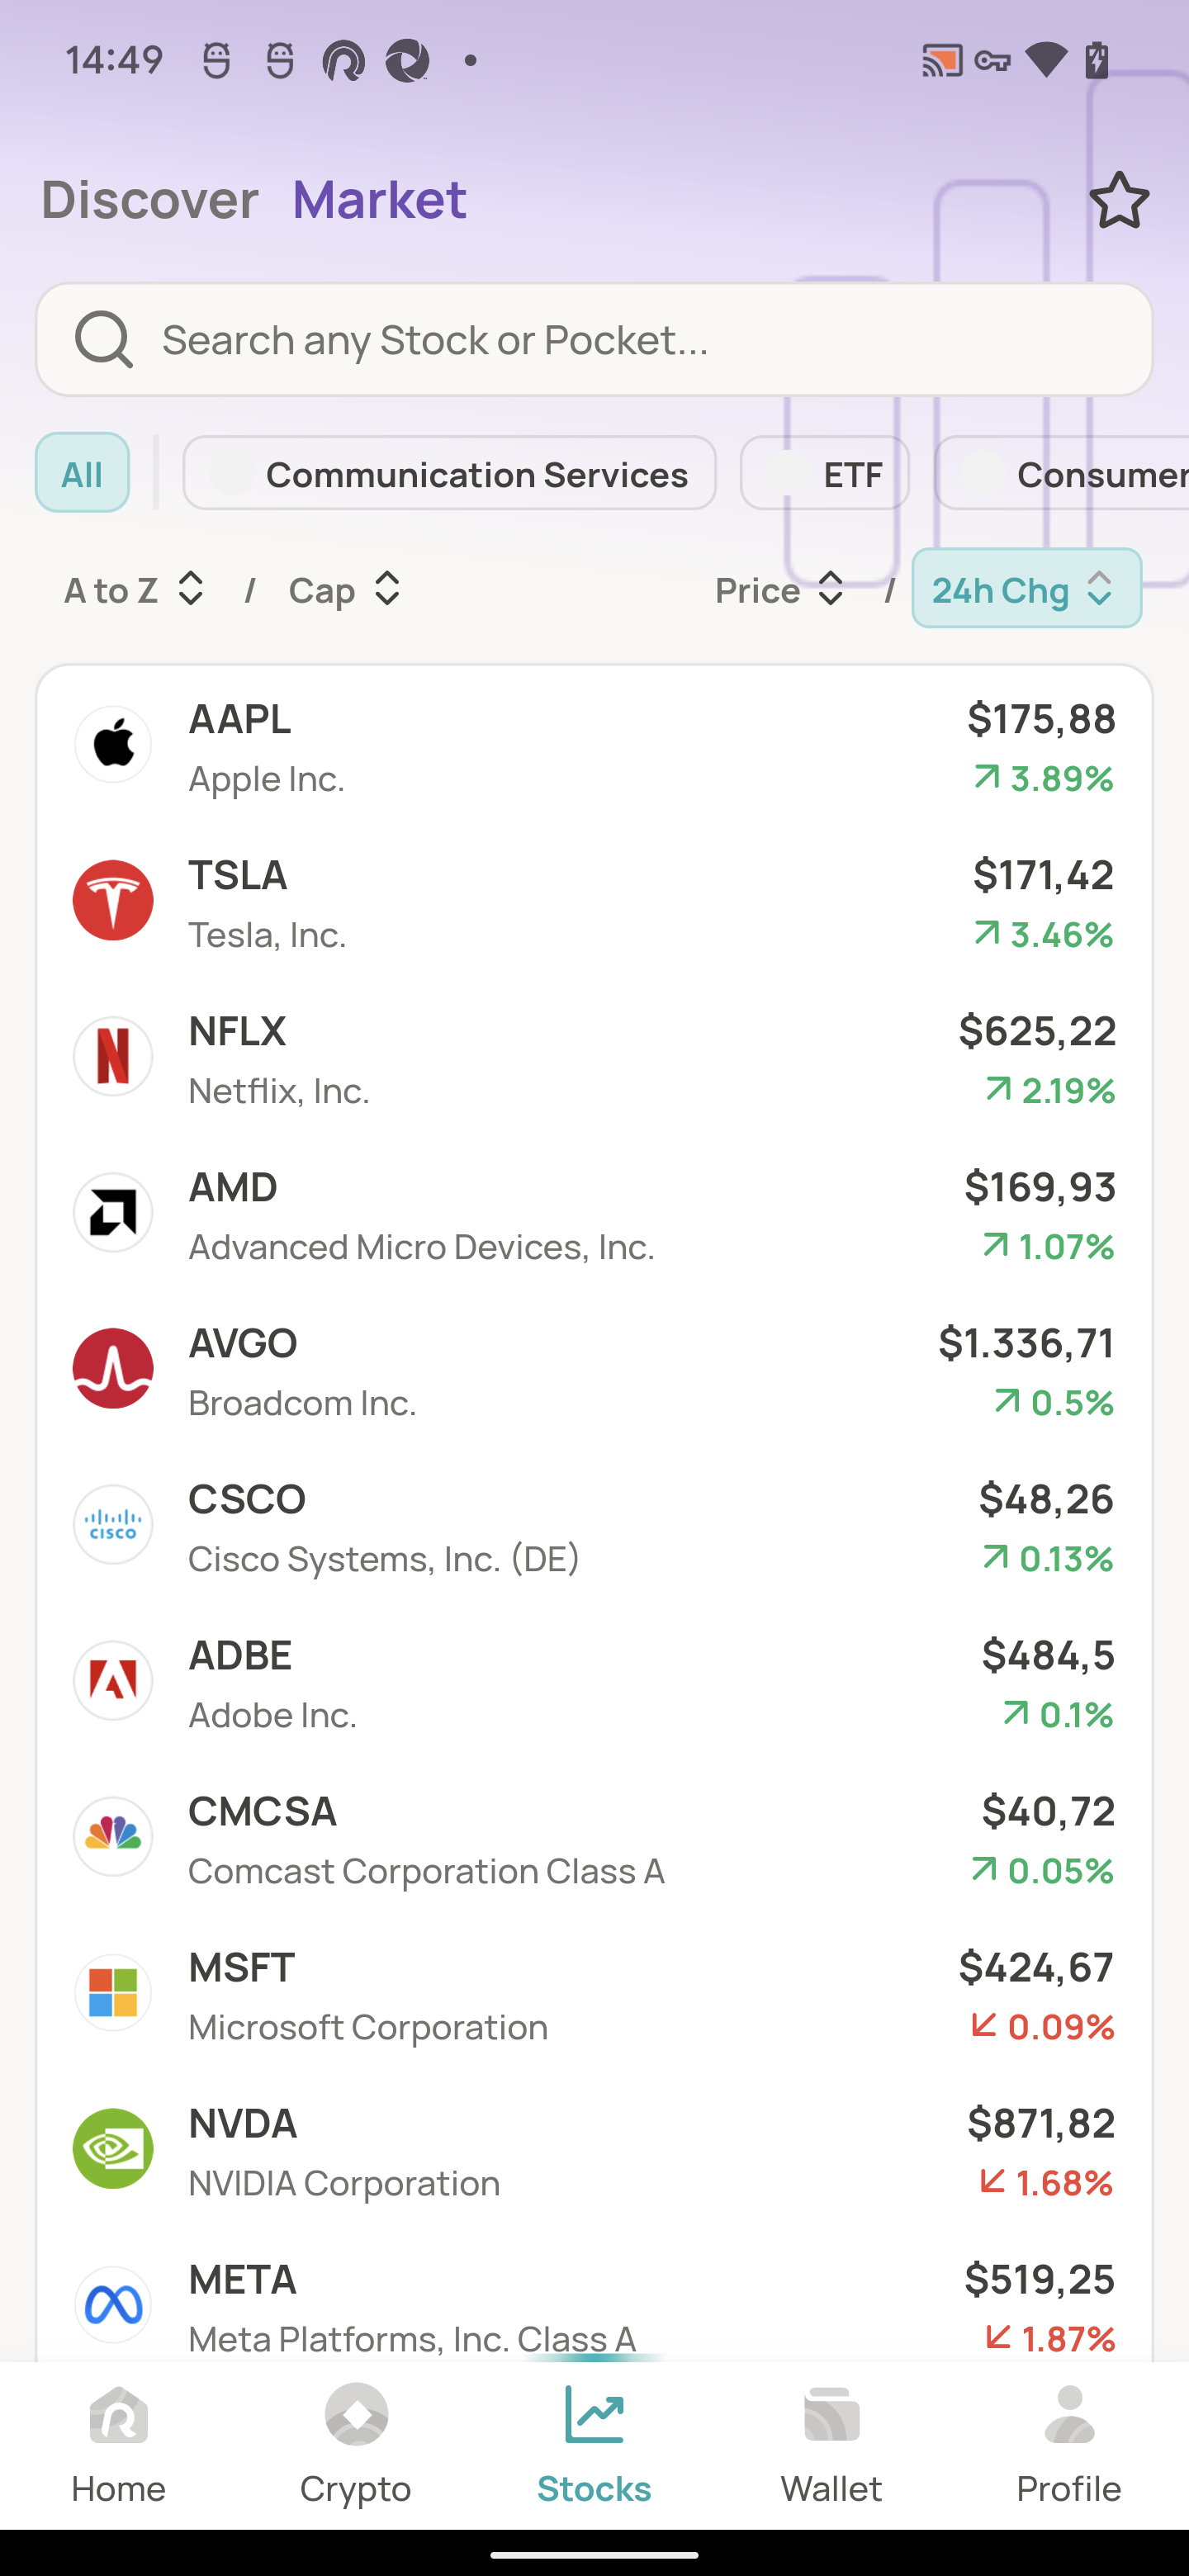 14:49
Discover Market
Search any Stock or Pocket...
All Communication Services ETF Consumer
A to Z / Cap Price / 24h Chg
AAPL $175,88
Apple Inc. 3.89%
TSLA $171,42
Tesla, Inc. 3.46%
NFLX $625,22
Netflix, Inc. 2.19%
AMD $169,93
Advanced Micro Devices, Inc. 1.07%
AVGO $1.336,71
Broadcom Inc. 0.5%
CSCO $48,26
CISCO
Cisco Systems, Inc. (DE) 0.13%
ADBE $484,5
Adobe Inc. 0.1%
CMCSA $40,72
Comcast Corporation Class A 0.05%
MSFT $424,67
Microsoft Corporation 0.09%
NVDA $871,82
NVIDIA Corporation 1.68%
META $519,25
Meta Platforms, Inc. Class A 1.87%
Home Crypto Stocks Wallet Profile